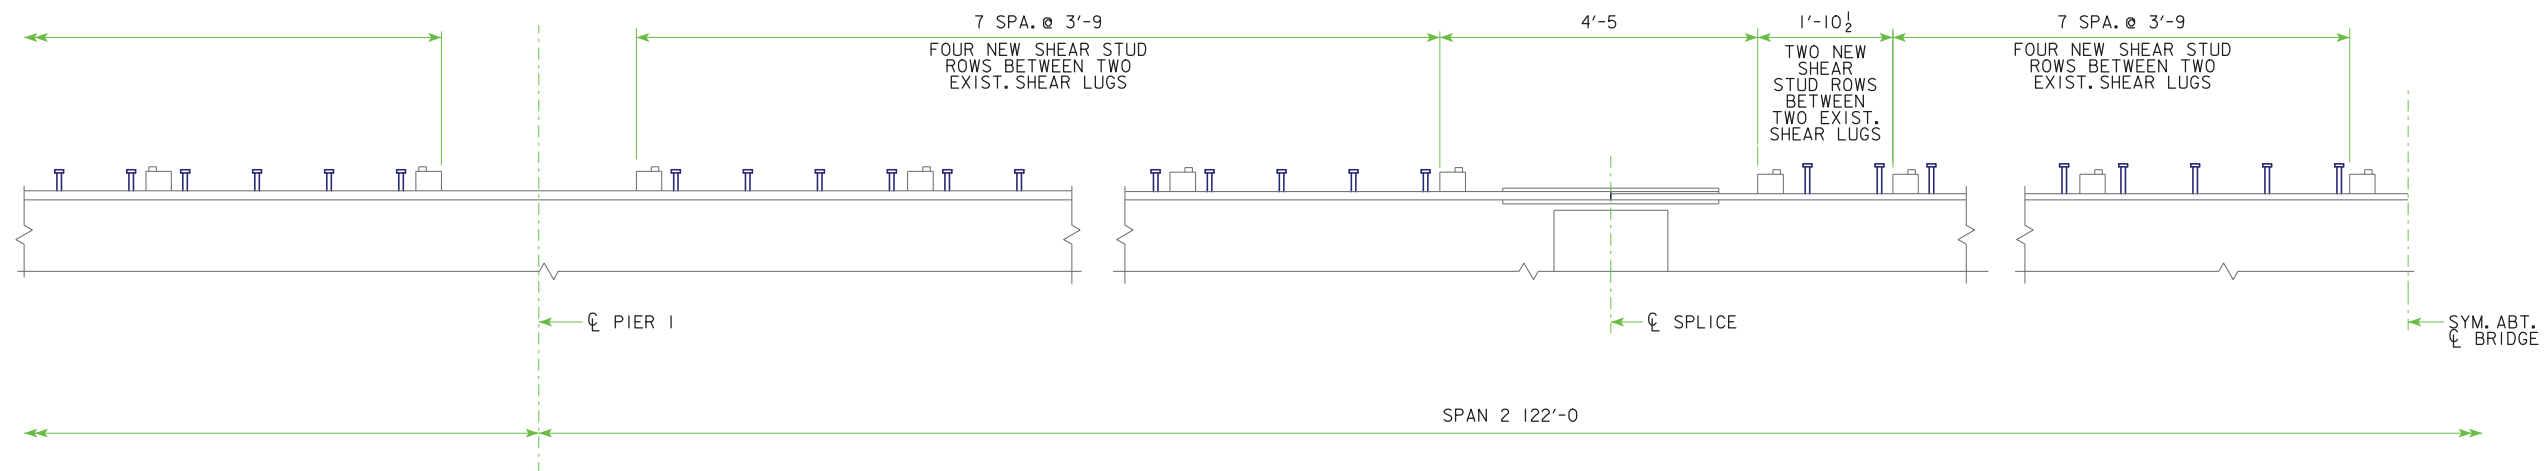 7 SPA. @ 3'-9
FOUR NEW SHEAR STUD
ROWS BETWEEN TWO
EXIST. SHEAR LUGS
4'-5
1'-10 1/2
TWO NEW
SHEAR
STUD ROWS
BETWEEN
TWO EXIST.
SHEAR LUGS
7 SPA. @ 3'-9
FOUR NEW SHEAR STUD
ROWS BETWEEN TWO
EXIST. SHEAR LUGS
℄ PIER 1
℄ SPLICE
SYM. ABT.
℄ BRIDGE
SPAN 2 122'-0